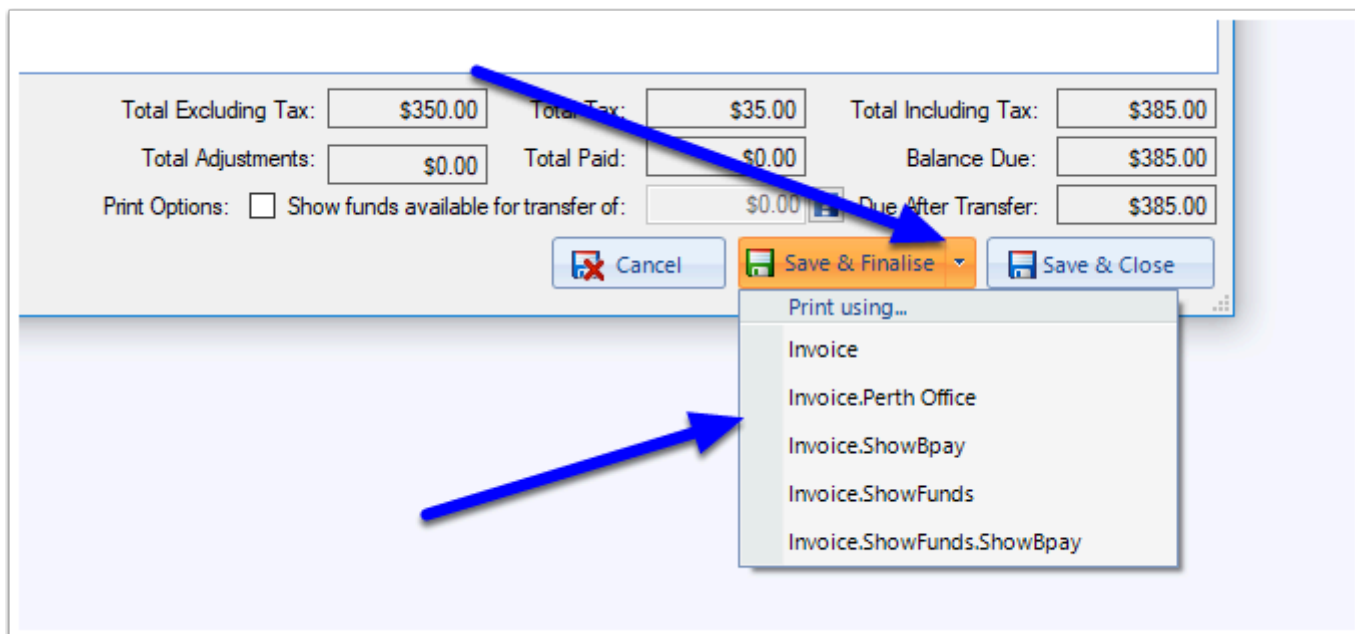 Total Excluding Tax: $350.00 Total Tax: $35.00 Total Including Tax: $385.00
Total Adjustments: $0.00 Total Paid: $0.00 Balance Due: $385.00
Print Options: Show funds available for transfer of: $0.00 Due After Transfer: $385.00
Cancel Save & Finalise Save & Close
Print using...
Invoice
Invoice.Perth Office
Invoice.ShowBpay
Invoice.ShowFunds
Invoice.ShowFunds.ShowBpay